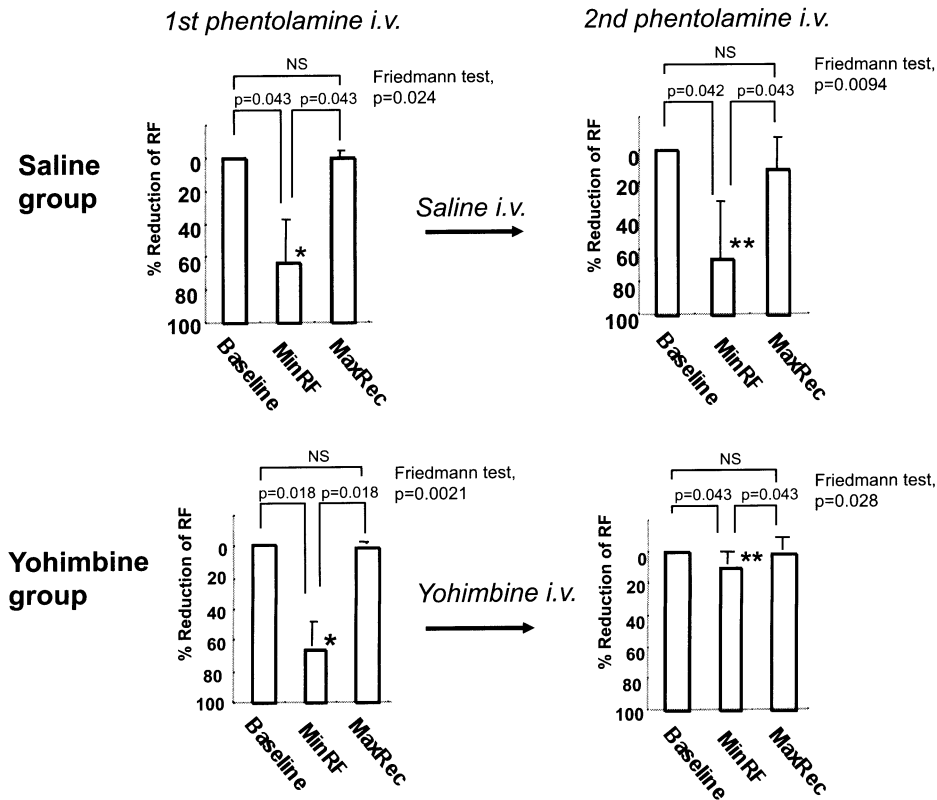 1st phentolamine i.v.
2nd phentolamine i.v.
Saline
group
NS
p=0.043
p=0.043
Friedmann test,
p=0.024
% Reduction of RF
0
20
40
60
80
100
Baseline
MinRF
MaxRec
Saline i.v.
NS
p=0.042
p=0.043
Friedmann test,
p=0.0094
% Reduction of RF
0
20
40
60
80
100
Baseline
MinRF
MaxRec
*
**
Yohimbine
group
NS
p=0.018
p=0.018
Friedmann test,
p=0.0021
% Reduction of RF
0
20
40
60
80
100
Baseline
MinRF
MaxRec
*
Yohimbine i.v.
NS
p=0.043
p=0.043
Friedmann test,
p=0.028
% Reduction of RF
0
20
40
60
80
100
Baseline
MinRF
MaxRec
**